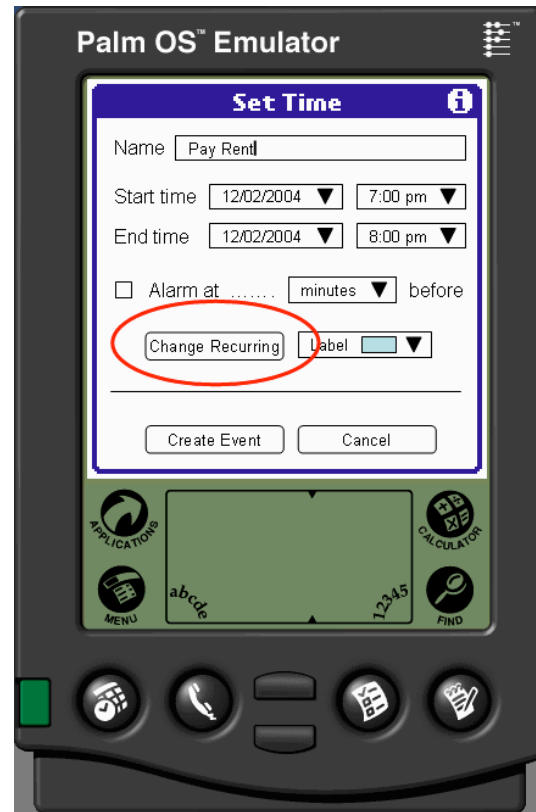 Palm OS™ Emulator
Set Time
Name Pay Rent
Start time 12/02/2004 7:00 pm
End time 12/02/2004 8:00 pm
Alarm at ....... minutes before
Change Recurring Label
Create Event Cancel
APPLICATIONS
CALCULATOR
MENU
abcde
12345
FIND